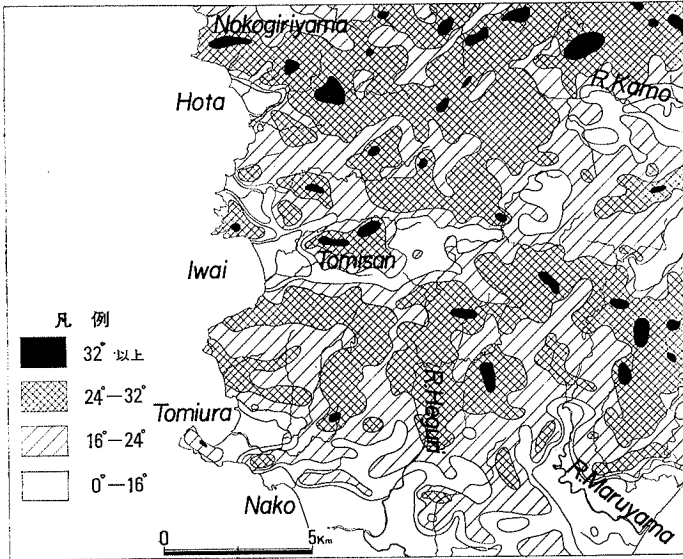 Nokogiriyama
Hota
R.Kamo
Iwai
Tomisan
凡 例
32° 以上
24°—32°
16°—24°
0°—16°
Tomiura
R.Heguri
Nako
R.Maruyama
0 5Km